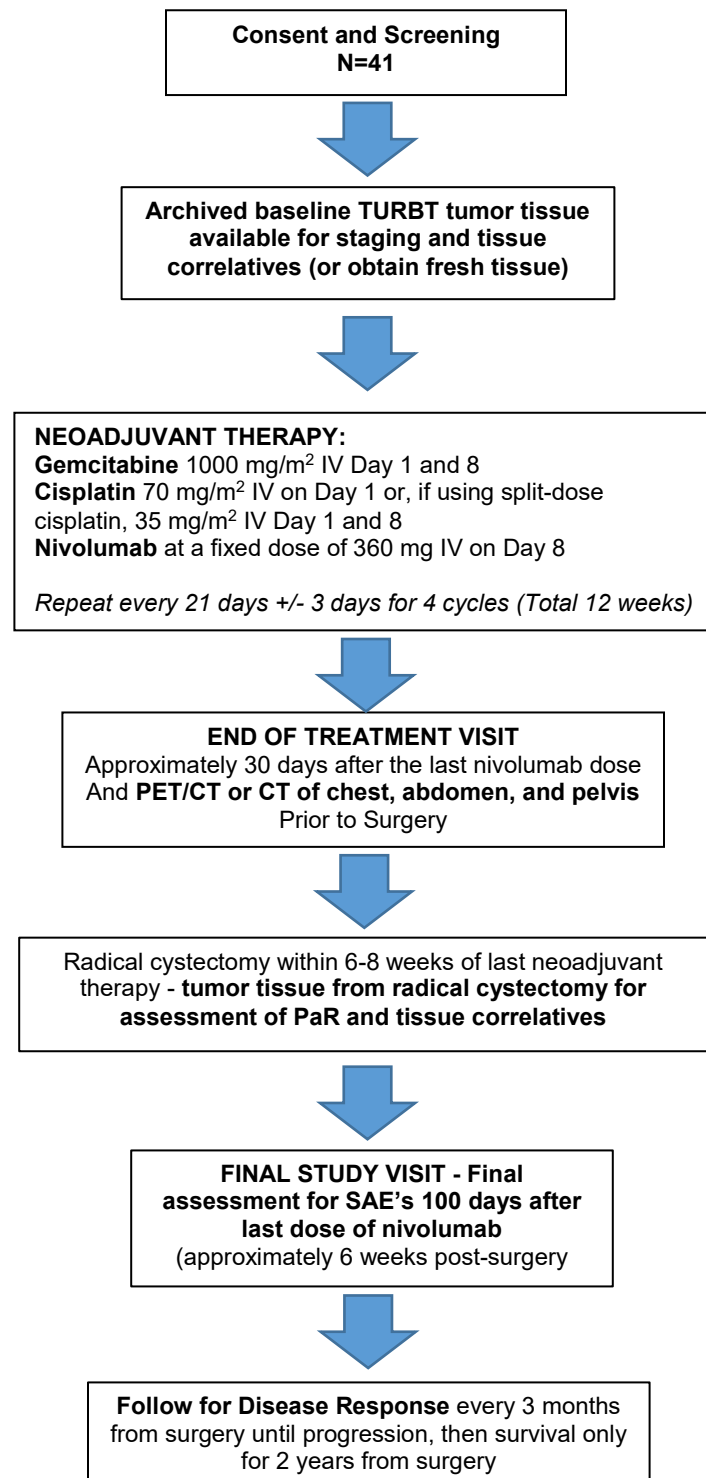 Consent and Screening
N=41
Archived baseline TURBT tumor tissue
available for staging and tissue
correlatives (or obtain fresh tissue)
NEOADJUVANT THERAPY:
Gemcitabine 1000 mg/m² IV Day 1 and 8
Cisplatin 70 mg/m² IV on Day 1 or, if using split-dose
cisplatin, 35 mg/m² IV Day 1 and 8
Nivolumab at a fixed dose of 360 mg IV on Day 8
Repeat every 21 days +/- 3 days for 4 cycles (Total 12 weeks)
END OF TREATMENT VISIT
Approximately 30 days after the last nivolumab dose
And PET/CT or CT of chest, abdomen, and pelvis
Prior to Surgery
Radical cystectomy within 6-8 weeks of last neoadjuvant
therapy - tumor tissue from radical cystectomy for
assessment of PaR and tissue correlatives
FINAL STUDY VISIT - Final
assessment for SAE's 100 days after
last dose of nivolumab
(approximately 6 weeks post-surgery
Follow for Disease Response every 3 months
from surgery until progression, then survival only
for 2 years from surgery